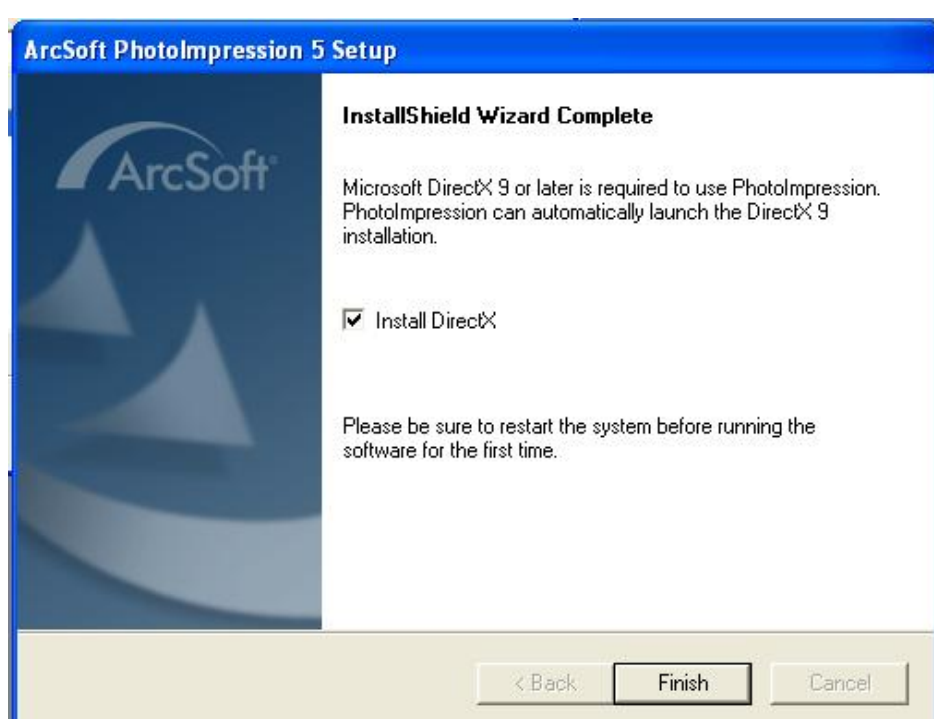 ArcSoft PhotoImpression 5 Setup
ArcSoft
InstallShield Wizard Complete
Microsoft DirectX 9 or later is required to use PhotoImpression.
PhotoImpression can automatically launch the DirectX 9
installation.
Install DirectX
Please be sure to restart the system before running the
software for the first time.
< Back
Finish
Cancel